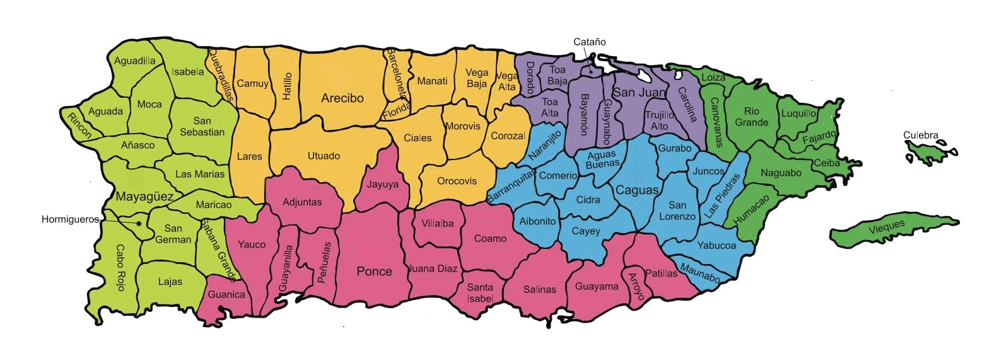 Cataño
Aguadilla
Isabela
Quebradillas
Camuy
Hatillo
Arecibo
Barceloneta
Florida
Manati
Vega
Baja
Vega
Alta
Dorado
Toa
Baja
Toa
Alta
Bayamón
Guaynabo
San Juan
Trujillo
Alto
Carolina
Loiza
Canovanas
Rio
Grande
Luquillo
Fajardo
Ceiba
Culebra
Moca
Aguada
Rincon
San
Sebastian
Añasco
Lares
Utuado
Ciales
Morovis
Corozal
Naranjito
Aguas
Buenas
Gurabo
Juncos
Las Piedras
Naguabo
Humacao
Las Marias
Mayagüez
Maricao
Hormigueros
Adjuntas
Jayuya
Orocovis
Barranquitas
Comerio
Cidra
Caguas
San
Lorenzo
Vieques
San
German
Sabana Grande
Yauco
Villalba
Coamo
Aibonito
Cayey
Yabucoa
Maunabo
Cabo Rojo
Lajas
Guanica
Guayanilla
Peñuelas
Ponce
Juana Diaz
Santa
Isabel
Salinas
Guayama
Arroyo
Patillas